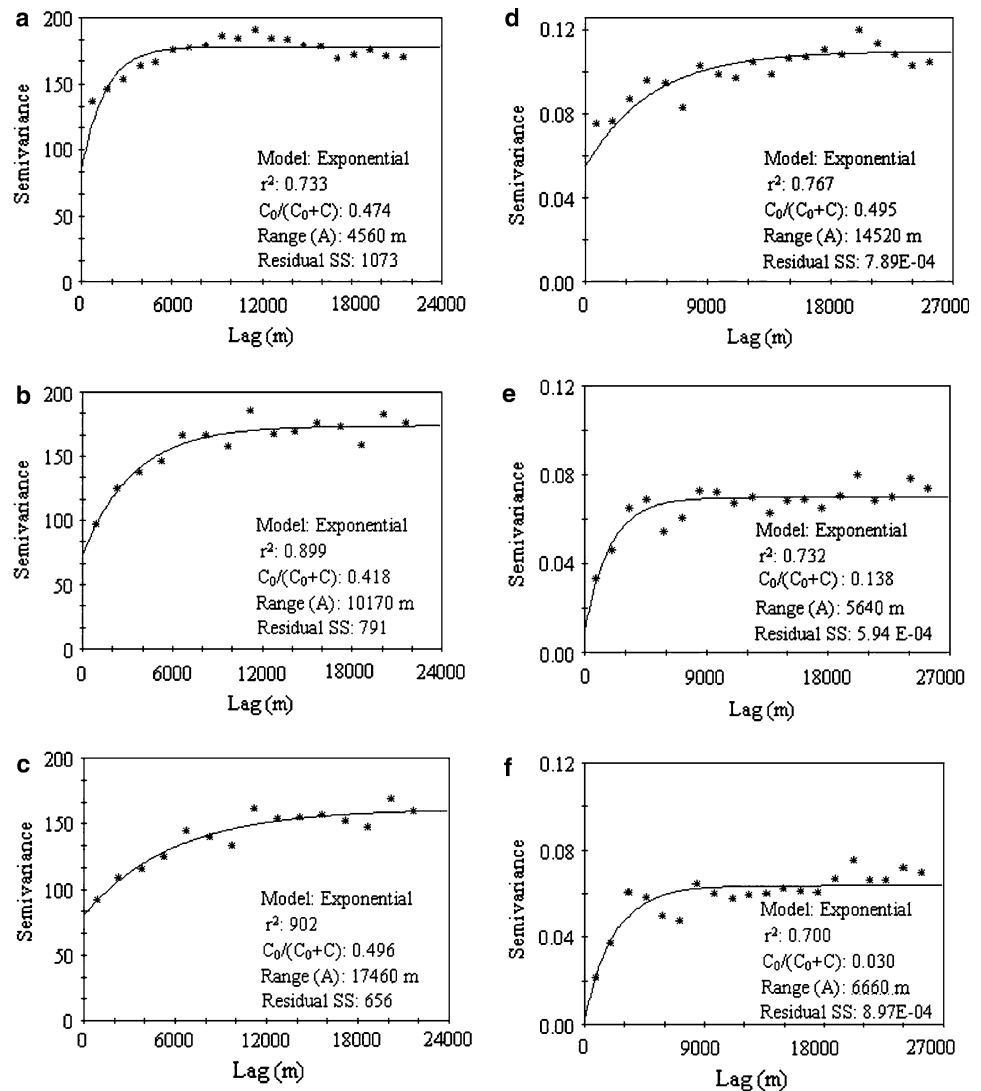 a
200
150
100
50
0
Semivariance
Model: Exponential
r²: 0.733
C₀/(C₀+C): 0.474
Range (A): 4560 m
Residual SS: 1073
0 6000 12000 18000 24000
Lag (m)
d
0.12
0.08
0.04
0.00
Semivariance
Model: Exponential
r²: 0.767
C₀/(C₀+C): 0.495
Range (A): 14520 m
Residual SS: 7.89E-04
0 9000 18000 27000
Lag (m)
b
200
150
100
50
0
Semivariance
Model: Exponential
r²: 0.899
C₀/(C₀+C): 0.418
Range (A): 10170 m
Residual SS: 791
0 6000 12000 18000 24000
Lag (m)
e
0.12
0.08
0.04
0.00
Semivariance
Model: Exponential
r²: 0.732
C₀/(C₀+C): 0.138
Range (A): 5640 m
Residual SS: 5.94 E-04
0 9000 18000 27000
Lag (m)
c
200
150
100
50
0
Semivariance
Model: Exponential
r²: 902
C₀/(C₀+C): 0.496
Range (A): 17460 m
Residual SS: 656
0 6000 12000 18000 24000
Lag (m)
f
0.12
0.08
0.04
0.00
Semivariance
Model: Exponential
r²: 0.700
C₀/(C₀+C): 0.030
Range (A): 6660 m
Residual SS: 8.97E-04
0 9000 18000 27000
Lag (m)